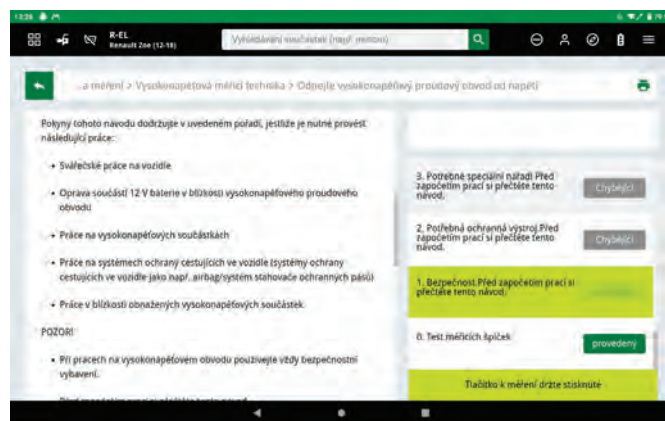 13:26
R-EL
Renault Zoe (12-18)
Vyhledávání součástek (např. motoru)
...a měření > Vysokonapěťová měřicí technika > Odpojte vysokonapěťový proudový obvod od napětí
Pokyny tohoto návodu dodržujte v uvedeném pořadí, jestliže je nutné provést
následující práce:
• Svářečské práce na vozidle
• Oprava součástí 12 V baterie v blízkosti vysokonapěťového proudového
obvodu
• Práce na vysokonapěťových součástkách
• Práce na systémech ochrany cestujících ve vozidle (systémy ochrany
cestujících ve vozidle jako např. airbag/systém stahovače ochranných pásů)
• Práce v blízkosti obnažených vysokonapěťových součástek.
POZOR!
• Při pracech na vysokonapěťovém obvodu používejte vždy bezpečnostní
vybavení.
3. Potřebné speciální nářadí Před
započetím prací si přečtěte tento
návod.
Chybějící
2. Potřebná ochranná výstroj Před
započetím prací si přečtěte tento
návod.
Chybějící
1. Bezpečnost Před započetím prací si
přečtěte tento návod.
0. Test měřicích špiček
provedený
Tlačítko k měření držte stisknuté